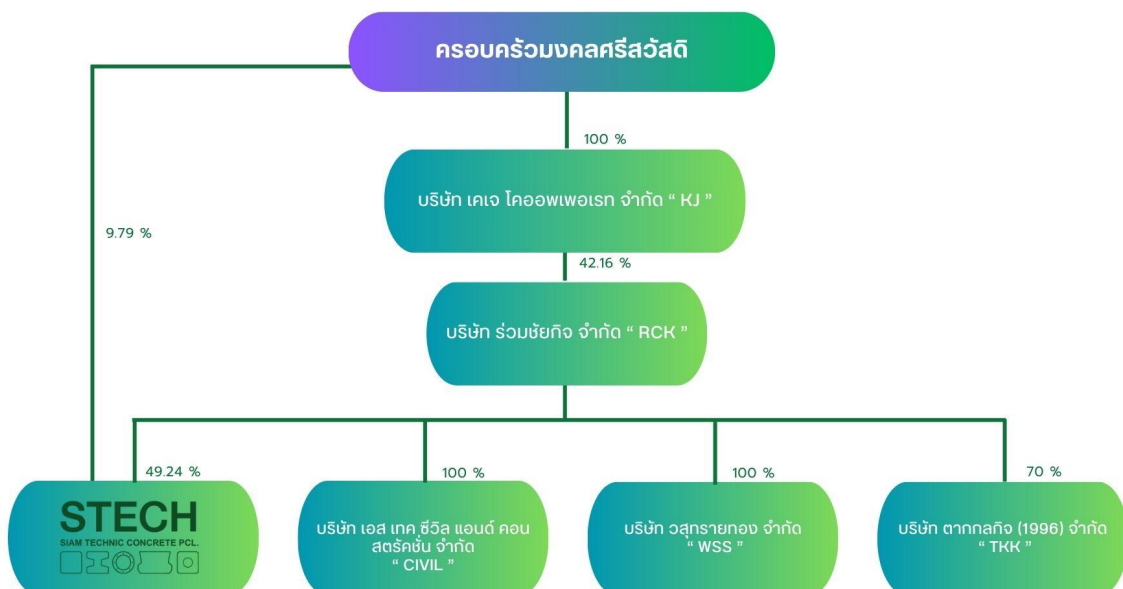 ครอบครัวมงคลศรีสวัสดิ
100 %
บริษัท เคเจ โคออพเพอเรท จำกัด “ KJ ”
9.79 %
42.16 %
บริษัท ร่วมชัยกิจ จำกัด “ RCK ”
49.24 %
100 %
100 %
70 %
STECH
SIAM TECHNIC CONCRETE PCL.
บริษัท เอส เทค ซีวิล แอนด์ คอน
สตรัคชั่น จำกัด
“ CIVIL ”
บริษัท วสุทรายทอง จำกัด
“ WSS ”
บริษัท ตากกลกิจ (1996) จำกัด
“ TKK ”